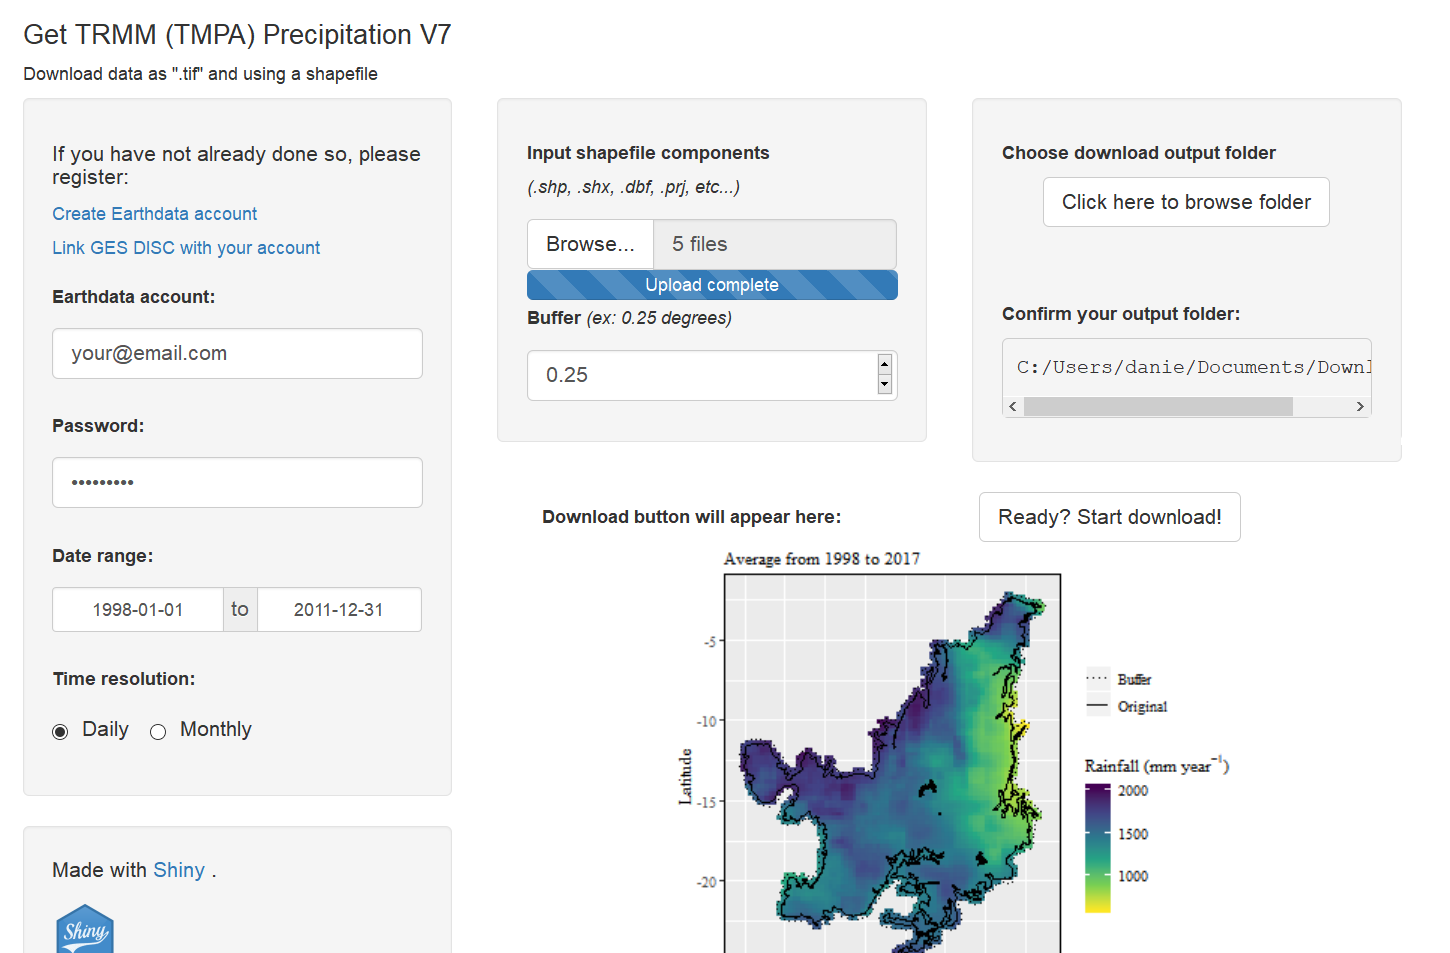 Get TRMM (TMPA) Precipitation V7
Download data as ".tif" and using a shapefile
If you have not already done so, please
register:
Create Earthdata account
Link GES DISC with your account
Earthdata account:
your@email.com
Password:
•••••••••
Date range:
1998-01-01 to 2011-12-31
Time resolution:
Daily Monthly
Made with Shiny .
Shiny
Input shapefile components
(.shp, .shx, .dbf, .prj, etc...)
Browse... 5 files
Upload complete
Buffer (ex: 0.25 degrees)
0.25
Choose download output folder
Click here to browse folder
Confirm your output folder:
C:/Users/danie/Documents/Downl
Download button will appear here:
Ready? Start download!
Average from 1998 to 2017
Latitude
-5
-10
-15
-20
Buffer
Original
Rainfall (mm year⁻¹)
2000
1500
1000